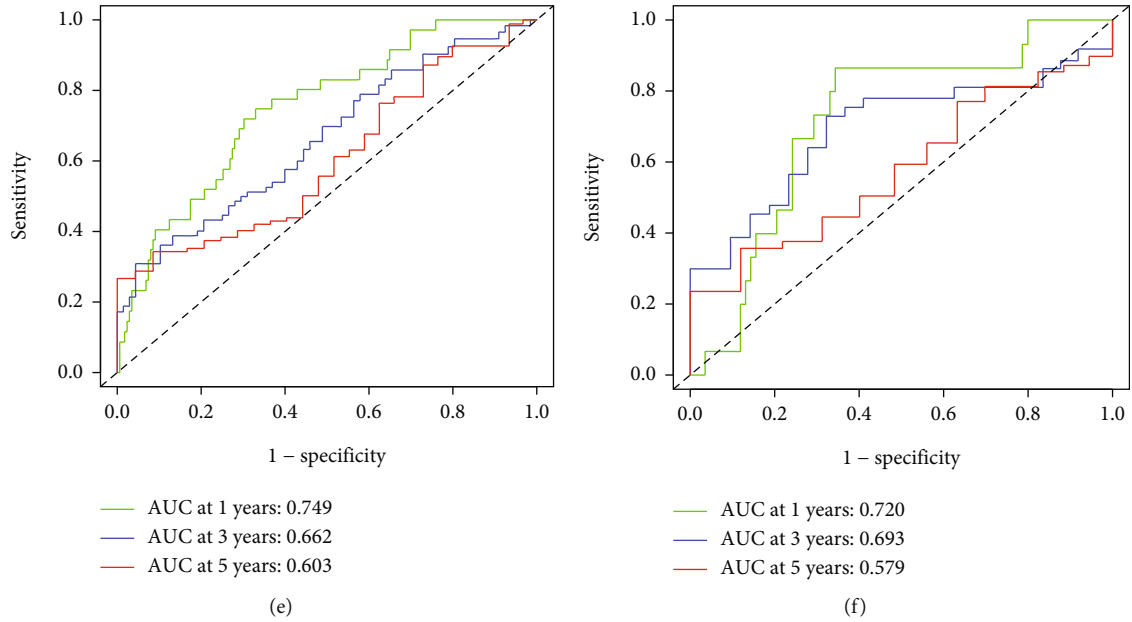 1.0
0.8
0.6
0.4
0.2
0.0
Sensitivity
0.0 0.2 0.4 0.6 0.8 1.0
1 − specificity
AUC at 1 years: 0.749
AUC at 3 years: 0.662
AUC at 5 years: 0.603
(e)
1.0
0.8
0.6
0.4
0.2
0.0
Sensitivity
0.0 0.2 0.4 0.6 0.8 1.0
1 − specificity
AUC at 1 years: 0.720
AUC at 3 years: 0.693
AUC at 5 years: 0.579
(f)